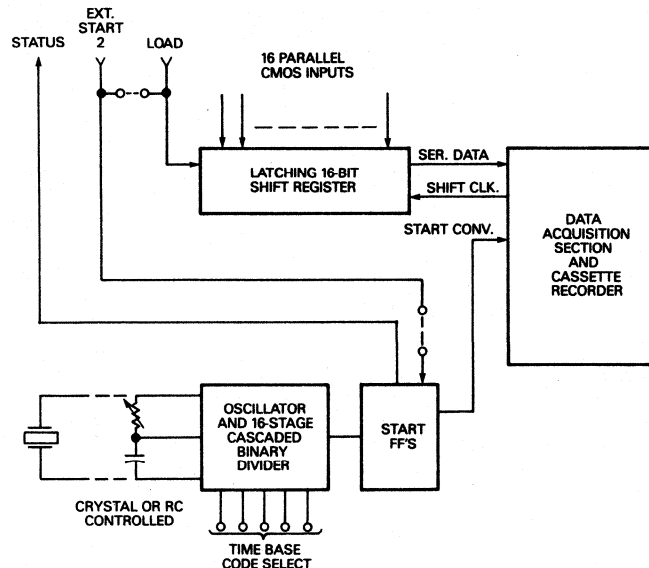 EXT.
START
2
STATUS
LOAD
16 PARALLEL
CMOS INPUTS
LATCHING 16-BIT
SHIFT REGISTER
SER. DATA
SHIFT CLK.
START CONV.
DATA
ACQUISITION
SECTION
AND
CASSETTE
RECORDER
OSCILLATOR
AND 16-STAGE
CASCADED
BINARY
DIVIDER
START
FF'S
CRYSTAL OR RC
CONTROLLED
TIME BASE
CODE SELECT